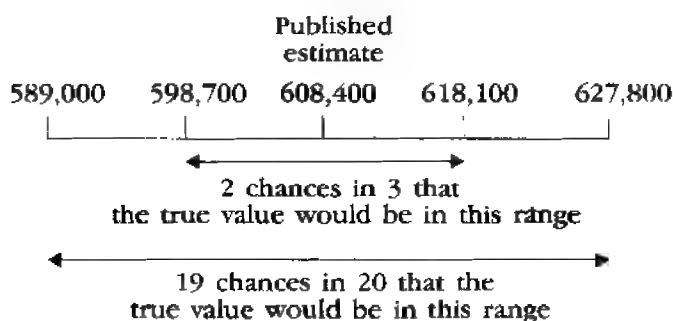 Published
estimate
589,000 598,700 608,400 618,100 627,800
2 chances in 3 that
the true value would be in this range
19 chances in 20 that the
true value would be in this range